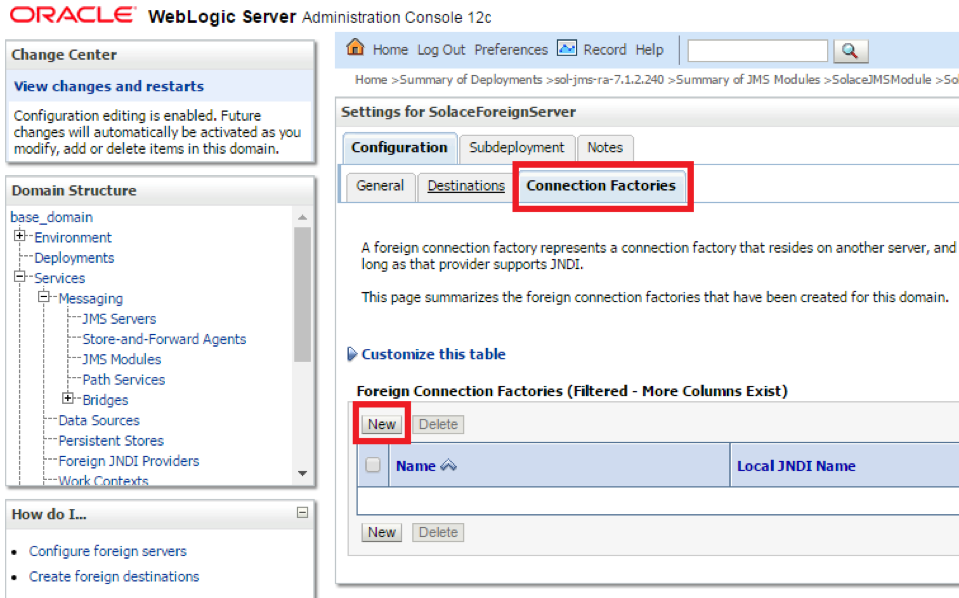 ORACLE WebLogic Server Administration Console 12c
Change Center
View changes and restarts
Configuration editing is enabled. Future
changes will automatically be activated as you
modify, add or delete items in this domain.
Domain Structure
base_domain
Environment
Deployments
Services
Messaging
JMS Servers
Store-and-Forward Agents
JMS Modules
Path Services
Bridges
Data Sources
Persistent Stores
Foreign JNDI Providers
Work Contexts
How do I...
Configure foreign servers
Create foreign destinations
Home Log Out Preferences Record Help
Home >Summary of Deployments >sol-jms-ra-7.1.2.240 >Summary of JMS Modules >SolaceJMSModule >Sol
Settings for SolaceForeignServer
Configuration Subdeployment Notes
General Destinations Connection Factories
A foreign connection factory represents a connection factory that resides on another server, and
long as that provider supports JNDI.
This page summarizes the foreign connection factories that have been created for this domain.
Customize this table
Foreign Connection Factories (Filtered - More Columns Exist)
New Delete
Name Local JNDI Name
New Delete